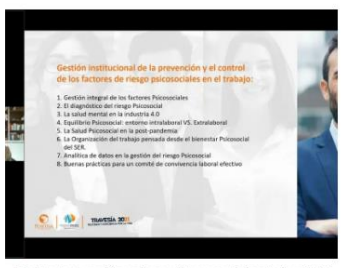 Gestión institucional de la prevención y el control
de los factores de riesgo psicosociales en el trabajo:
1. Gestión integral de los factores Psicosociales
2. El diagnóstico del riesgo Psicosocial
3. La salud mental en la industria 4.0
4. Equilibrio Psicosocial: entorno intralaboral VS. Extralaboral
5. La Salud Psicosocial en la post-pandemia
6. La Organización del trabajo pensada desde el bienestar Psicosocial
del SER.
7. Analítica de datos en la gestión del riesgo Psicosocial
8. Buenas prácticas para un comité de convivencia laboral efectivo
TRAVESÍA